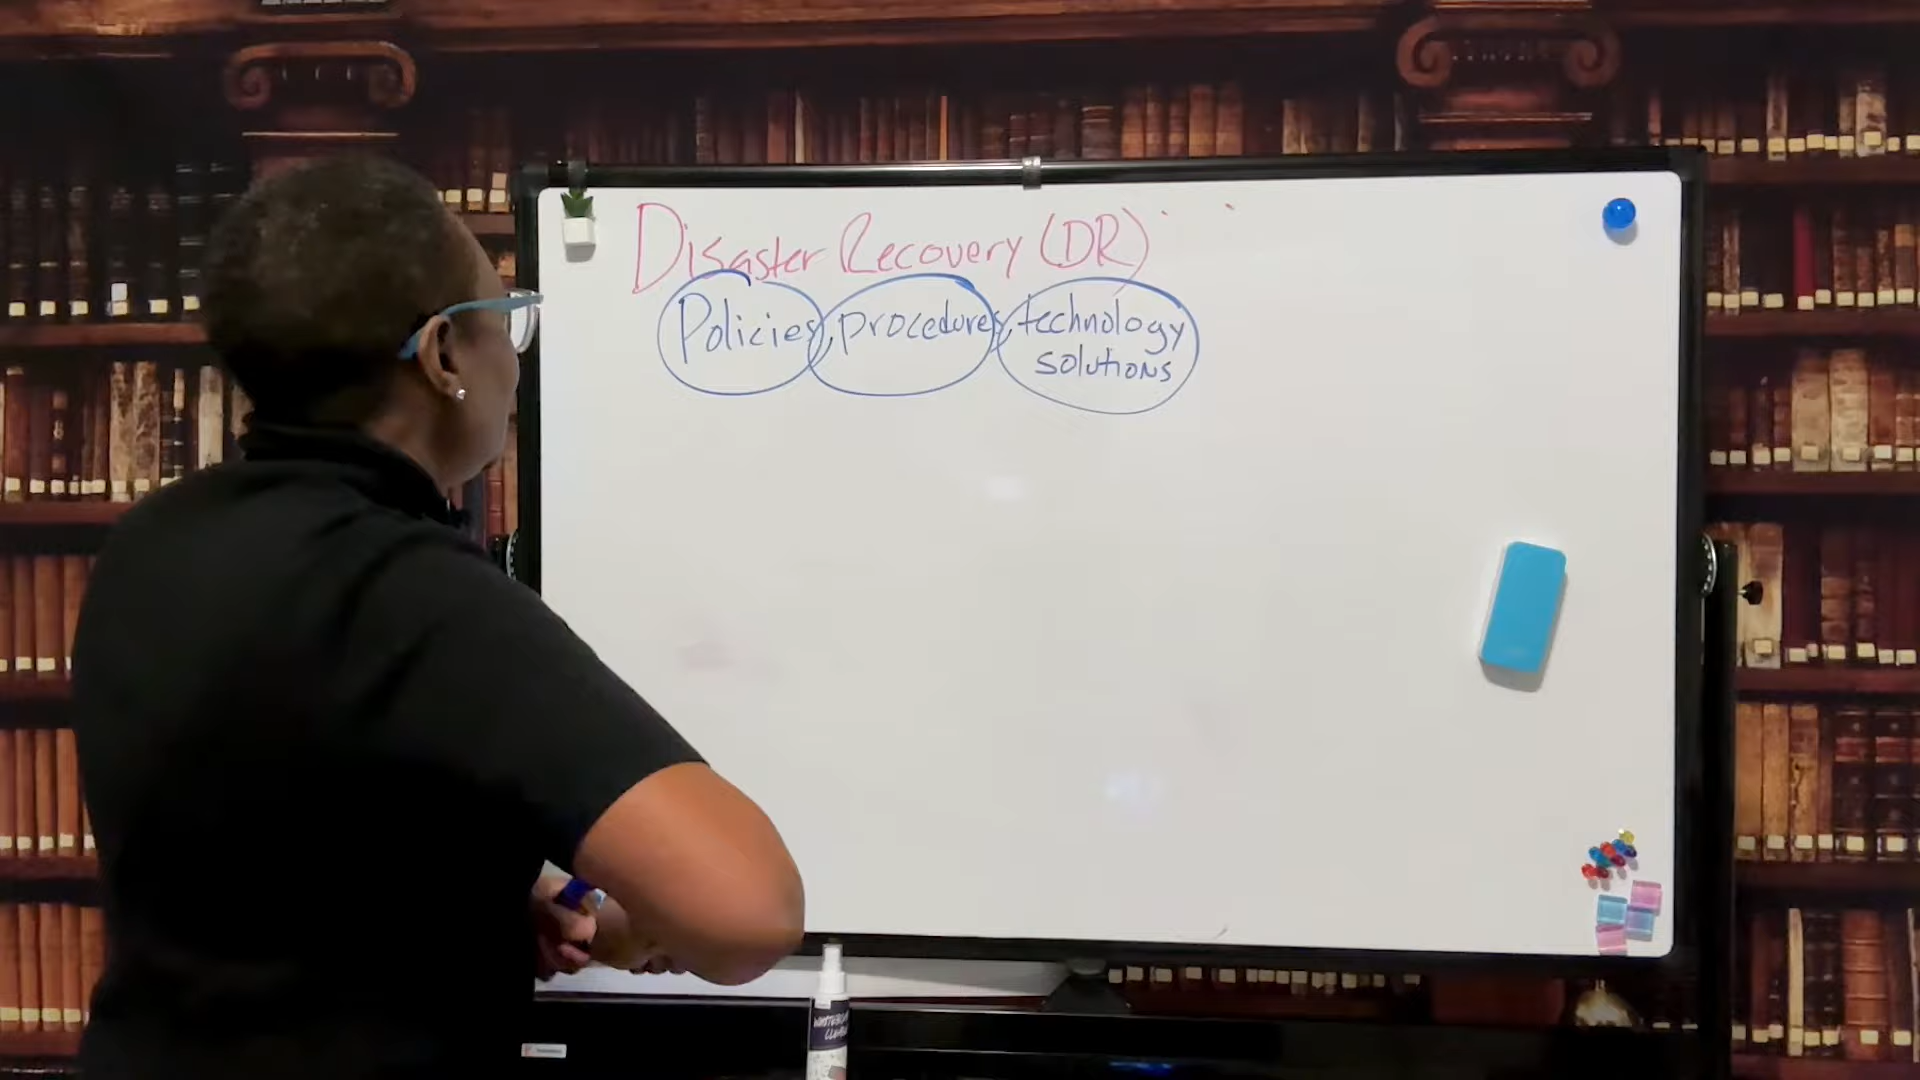 Disaster Recovery (DR)
Policies, procedures, technology
solutions